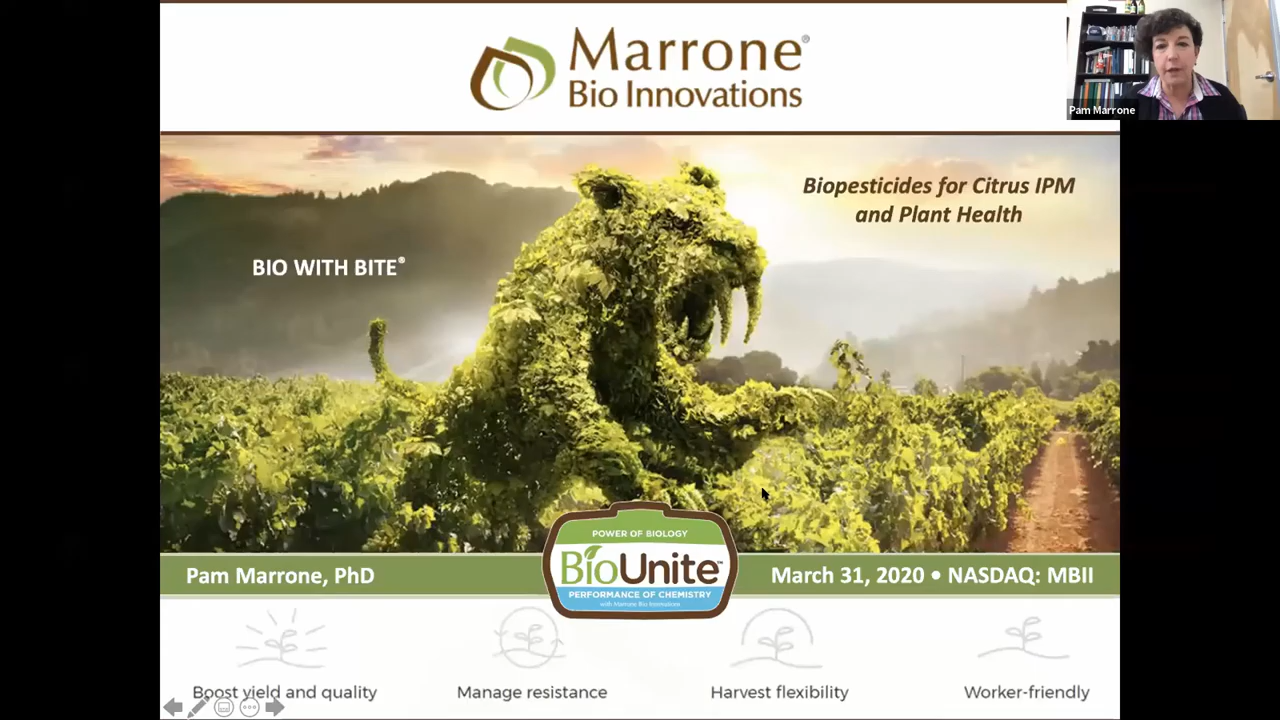 Marrone®
Bio Innovations
Pam Marrone
Biopesticides for Citrus IPM
and Plant Health
BIO WITH BITE®
POWER OF BIOLOGY
BioUnite™
PERFORMANCE OF CHEMISTRY
with Marrone Bio Innovations
Pam Marrone, PhD
March 31, 2020 • NASDAQ: MBII
Boost yield and quality
Manage resistance
Harvest flexibility
Worker-friendly